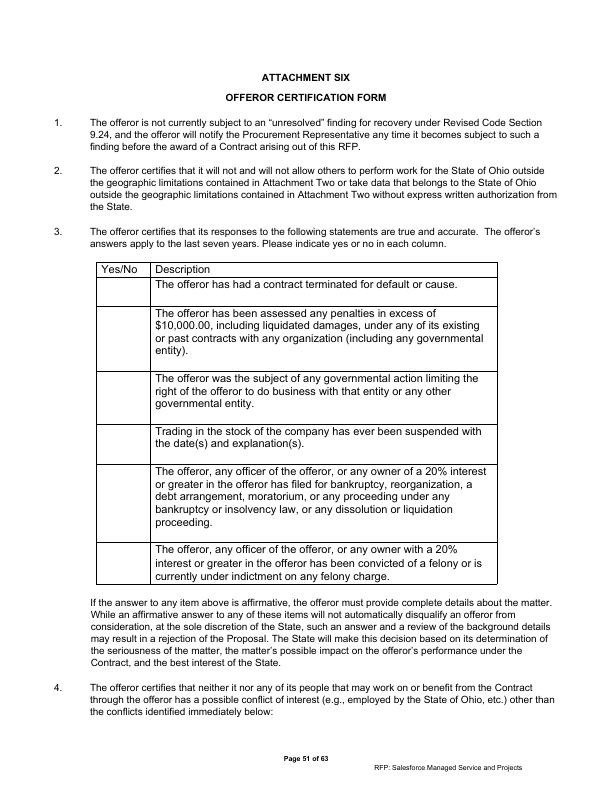 ATTACHMENT SIX
OFFEROR CERTIFICATION FORM
1. The offeror is not currently subject to an “unresolved” finding for recovery under Revised Code Section
9.24, and the offeror will notify the Procurement Representative any time it becomes subject to such a
finding before the award of a Contract arising out of this RFP.
2. The offeror certifies that it will not and will not allow others to perform work for the State of Ohio outside
the geographic limitations contained in Attachment Two or take data that belongs to the State of Ohio
outside the geographic limitations contained in Attachment Two without express written authorization from
the State.
3. The offeror certifies that its responses to the following statements are true and accurate. The offeror’s
answers apply to the last seven years. Please indicate yes or no in each column.
Yes/No Description
The offeror has had a contract terminated for default or cause.
The offeror has been assessed any penalties in excess of
$10,000.00, including liquidated damages, under any of its existing
or past contracts with any organization (including any governmental
entity).
The offeror was the subject of any governmental action limiting the
right of the offeror to do business with that entity or any other
governmental entity.
Trading in the stock of the company has ever been suspended with
the date(s) and explanation(s).
The offeror, any officer of the offeror, or any owner of a 20% interest
or greater in the offeror has filed for bankruptcy, reorganization, a
debt arrangement, moratorium, or any proceeding under any
bankruptcy or insolvency law, or any dissolution or liquidation
proceeding.
The offeror, any officer of the offeror, or any owner with a 20%
interest or greater in the offeror has been convicted of a felony or is
currently under indictment on any felony charge.
If the answer to any item above is affirmative, the offeror must provide complete details about the matter.
While an affirmative answer to any of these items will not automatically disqualify an offeror from
consideration, at the sole discretion of the State, such an answer and a review of the background details
may result in a rejection of the Proposal. The State will make this decision based on its determination of
the seriousness of the matter, the matter’s possible impact on the offeror’s performance under the
Contract, and the best interest of the State.
4. The offeror certifies that neither it nor any of its people that may work on or benefit from the Contract
through the offeror has a possible conflict of interest (e.g., employed by the State of Ohio, etc.) other than
the conflicts identified immediately below:
Page 51 of 63
RFP: Salesforce Managed Service and Projects